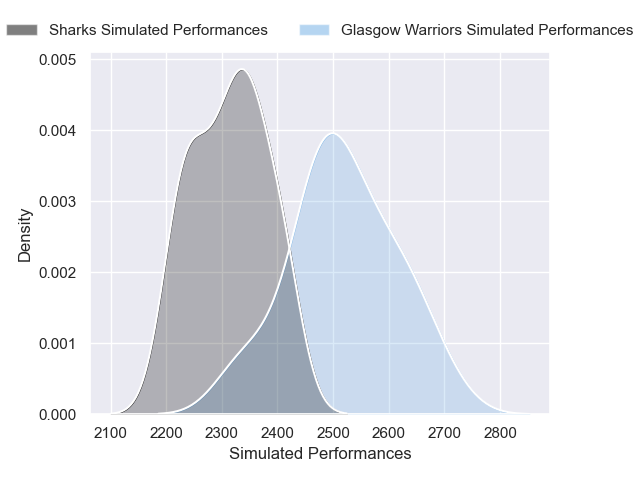 Sharks Simulated Performances Glasgow Warriors Simulated Performances
0.005
0.004
0.003
0.002
0.001
0.000
Density
2100 2200 2300 2400 2500 2600 2700 2800
Simulated Performances